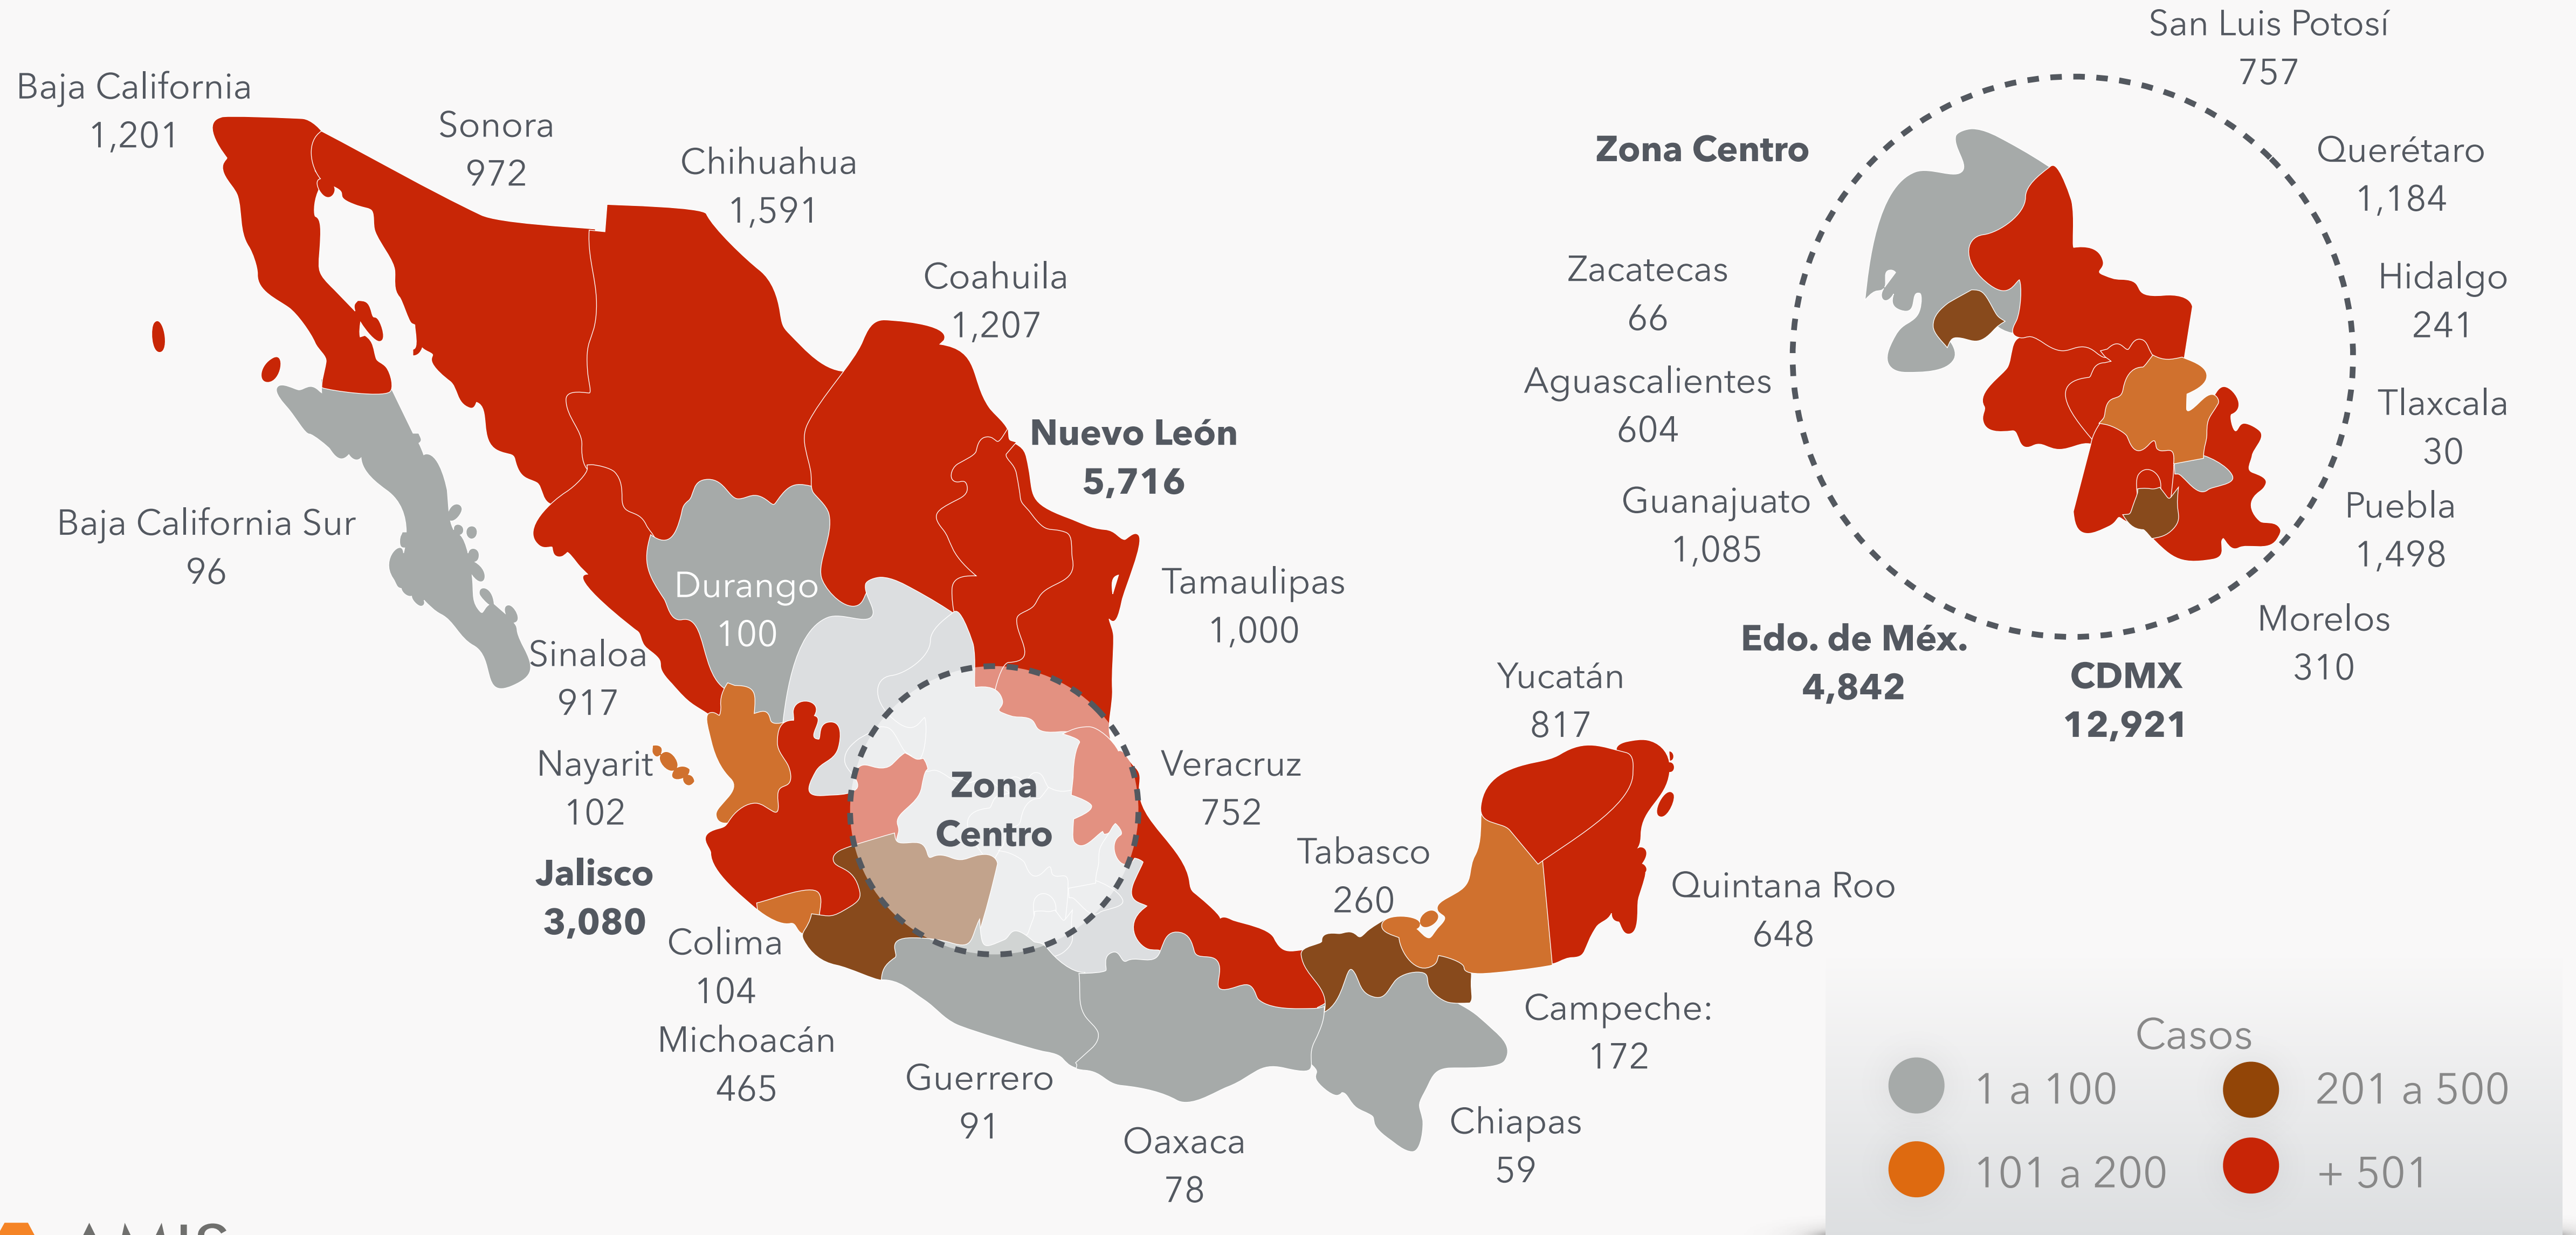 Baja California
1,201
Sonora
972
Chihuahua
1,591
Coahuila
1,207
Nuevo León
5,716
Baja California Sur
96
Durango
100
Tamaulipas
1,000
Sinaloa
917
Nayarit
102
Zona
Centro
Veracruz
752
Jalisco
3,080
Colima
104
Michoacán
465
Guerrero
91
Oaxaca
78
Chiapas
59
Tabasco
260
Yucatán
817
Quintana Roo
648
Campeche:
172
Zona Centro
San Luis Potosí
757
Querétaro
1,184
Zacatecas
66
Hidalgo
241
Aguascalientes
604
Tlaxcala
30
Guanajuato
1,085
Puebla
1,498
Edo. de Méx.
4,842
CDMX
12,921
Morelos
310
Casos
1 a 100
201 a 500
101 a 200
+ 501
AMIS